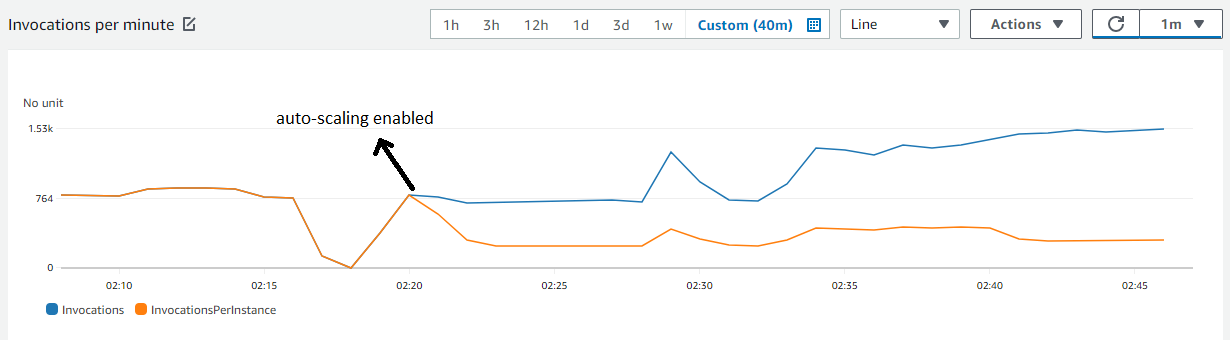 Invocations per minute
1h 3h 12h 1d 3d 1w Custom (40m) Line Actions 1m
No unit
auto-scaling enabled
1.53k
764
0
02:10 02:15 02:20 02:25 02:30 02:35 02:40 02:45
Invocations InvocationsPerInstance